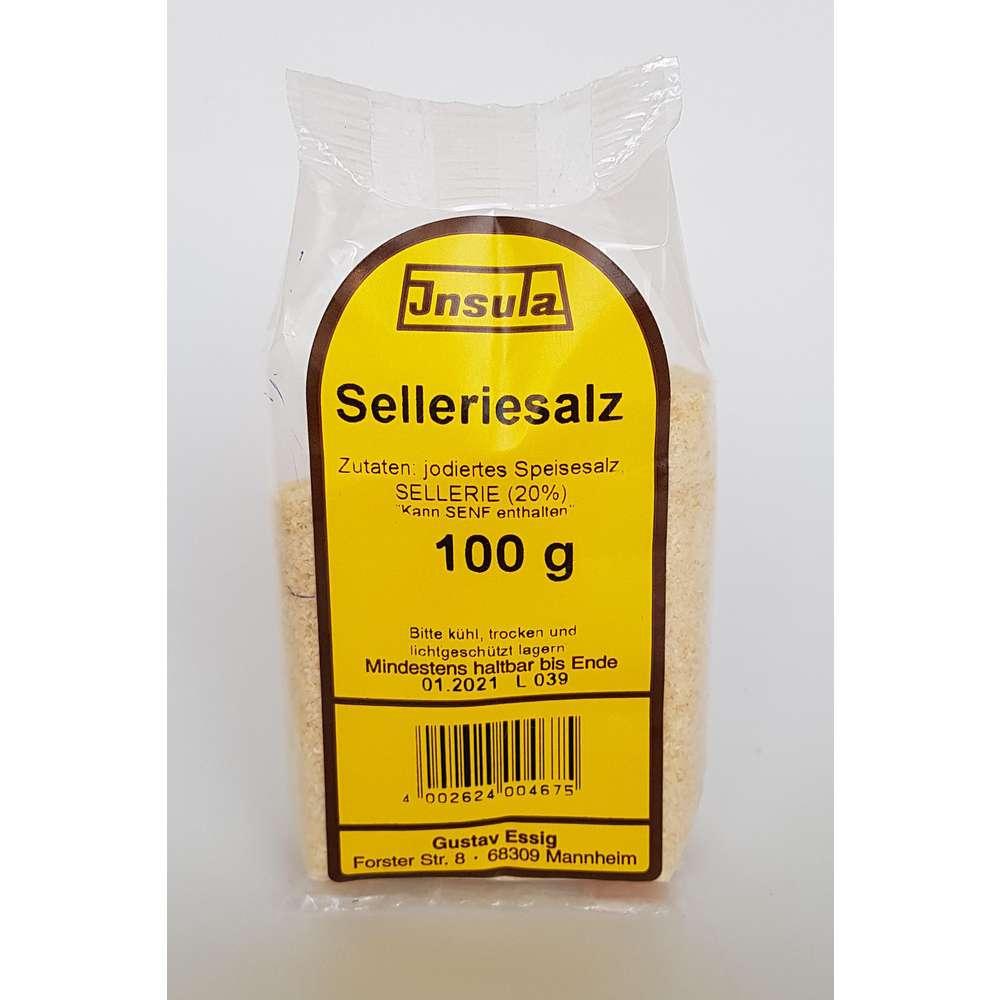 Insula
Selleriesalz
Zutaten: jodiertes Speisesalz,
SELLERIE (20%)
"Kann SENF enthalten"
100 g
Bitte kühl, trocken und
lichtgeschützt lagern
Mindestens haltbar bis Ende
01.2021 L 039
4 002624 004675
Gustav Essig
Forster Str. 8 · 68309 Mannheim